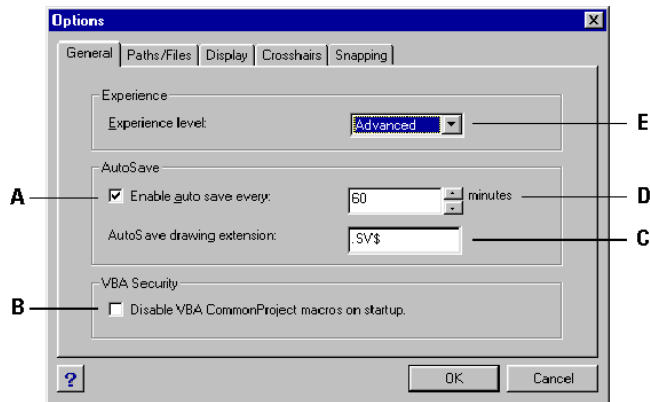 Options
General Paths/Files Display Crosshairs Snapping
Experience
Experience level: Advanced E
AutoSave
A Enable auto save every: 60 minutes D
AutoSave drawing extension: .SV$ C
VBA Security
B Disable VBA CommonProject macros on startup.
? OK Cancel